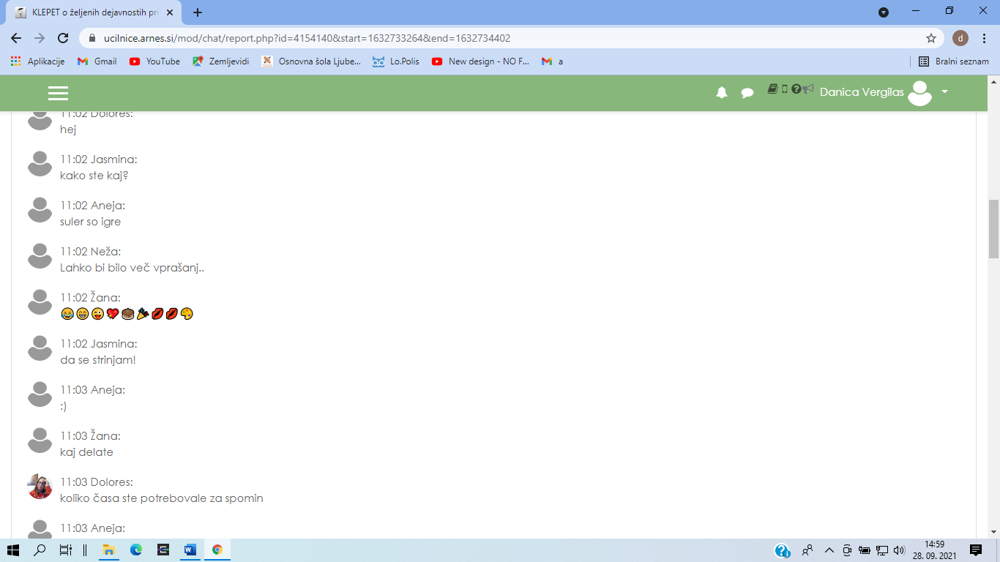 KLEPET o željenih dejavnostih pri
ucilnice.arnes.si/mod/chat/report.php?id=4154140&start=1632733264&end=1632734402
d
Aplikacije Gmail YouTube Zemljevidi Osnovna šola Ljube... Lo.Polis New design - NO F... a Bralni seznam
Danica Vergilas
11:02 Dolores:
hej
11:02 Jasmina:
kako ste kaj?
11:02 Aneja:
suler so igre
11:02 Neža:
Lahko bi bilo več vprašanj..
11:02 Žana:
😂😁😜💖🎂🎉💋💋🎨
11:02 Jasmina:
da se strinjam!
11:03 Aneja:
:)
11:03 Žana:
kaj delate
11:03 Dolores:
koliko časa ste potrebovale za spomin
11:03 Aneja:
14:59
28. 09. 2021